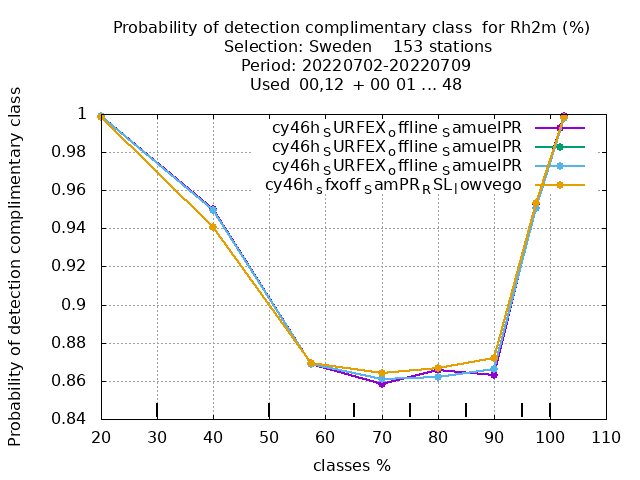 Probability of detection complimentary class  for Rh2m (%)
Selection: Sweden    153 stations
Period: 20220702-20220709
Used  00,12  + 00 01 ... 48
Probability of detection complimentary class
1
0.98
0.96
0.94
0.92
0.9
0.88
0.86
0.84
cy46h_SURFEX_offline_SamuelPR
cy46h_SURFEX_offline_SamuelPR
cy46h_SURFEX_offline_SamuelPR
cy46h_sfxoff_SamPR_RSL_lowvego
20 30 40 50 60 70 80 90 100 110
classes %